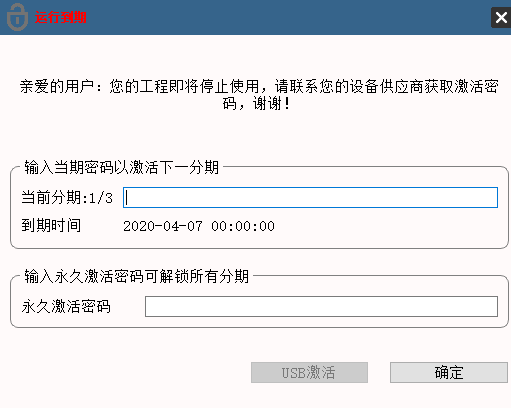 运行到期
亲爱的用户：您的工程即将停止使用，请联系您的设备供应商获取激活密
码，谢谢！
输入当期密码以激活下一分期
当前分期:1/3
到期时间 2020-04-07 00:00:00
输入永久激活密码可解锁所有分期
永久激活密码
USB激活 确定